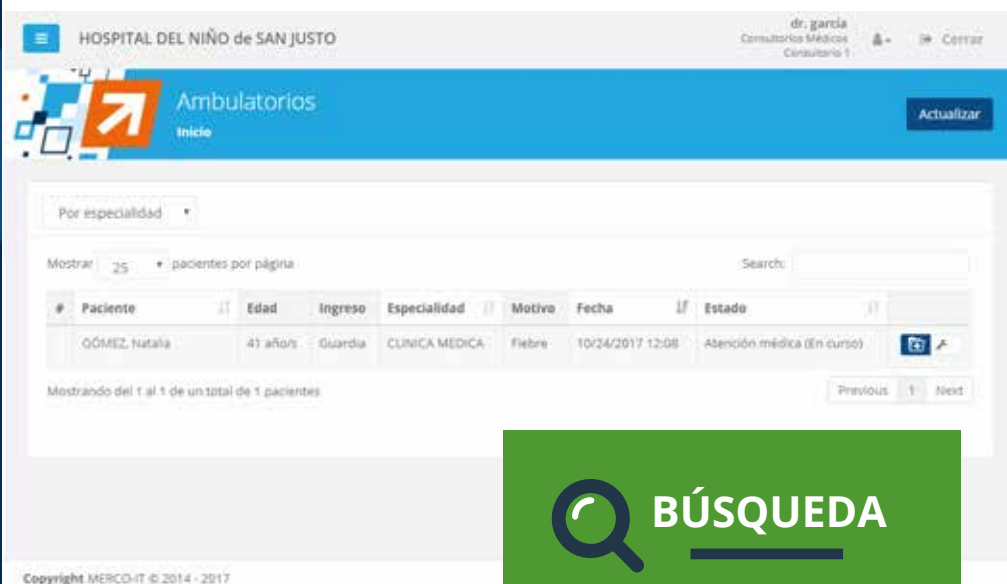 HOSPITAL DEL NIÑO de SAN JUSTO
dr. garcía
Consultorios Médicos
Consultorio 1
Cerrar
Ambulatorios
Inicio
Actualizar
Por especialidad
Mostrar 25 pacientes por página
Search:
# Paciente Edad Ingreso Especialidad Motivo Fecha Estado
GÓMEZ, Natalia 41 año/s Guardia CLINICA MEDICA Fiebre 10/24/2017 12:08 Atención médica (En curso)
Mostrando del 1 al 1 de un total de 1 pacientes
Previous 1 Next
BÚSQUEDA
Copyright MERCO-IT © 2014 - 2017